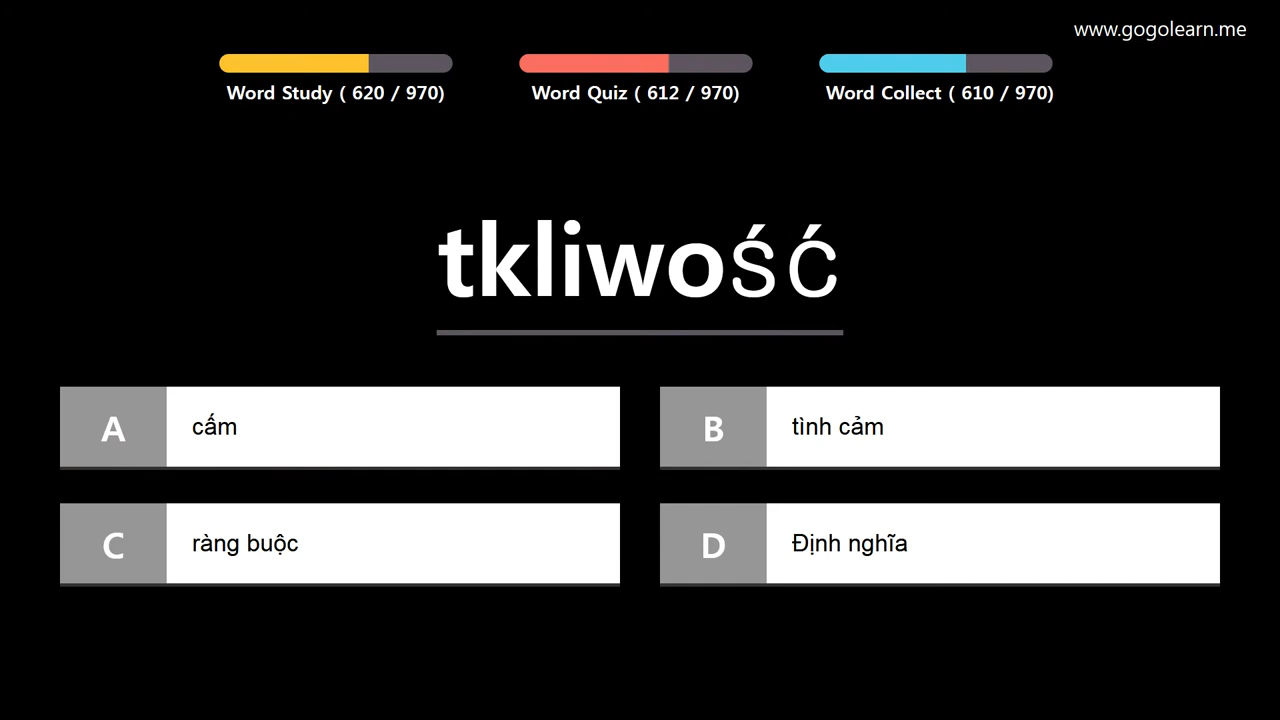 www.gogolearn.me
Word Study ( 620 / 970)
Word Quiz ( 612 / 970)
Word Collect ( 610 / 970)
tkliwość
A
cấm
B
tình cảm
C
ràng buộc
D
Định nghĩa